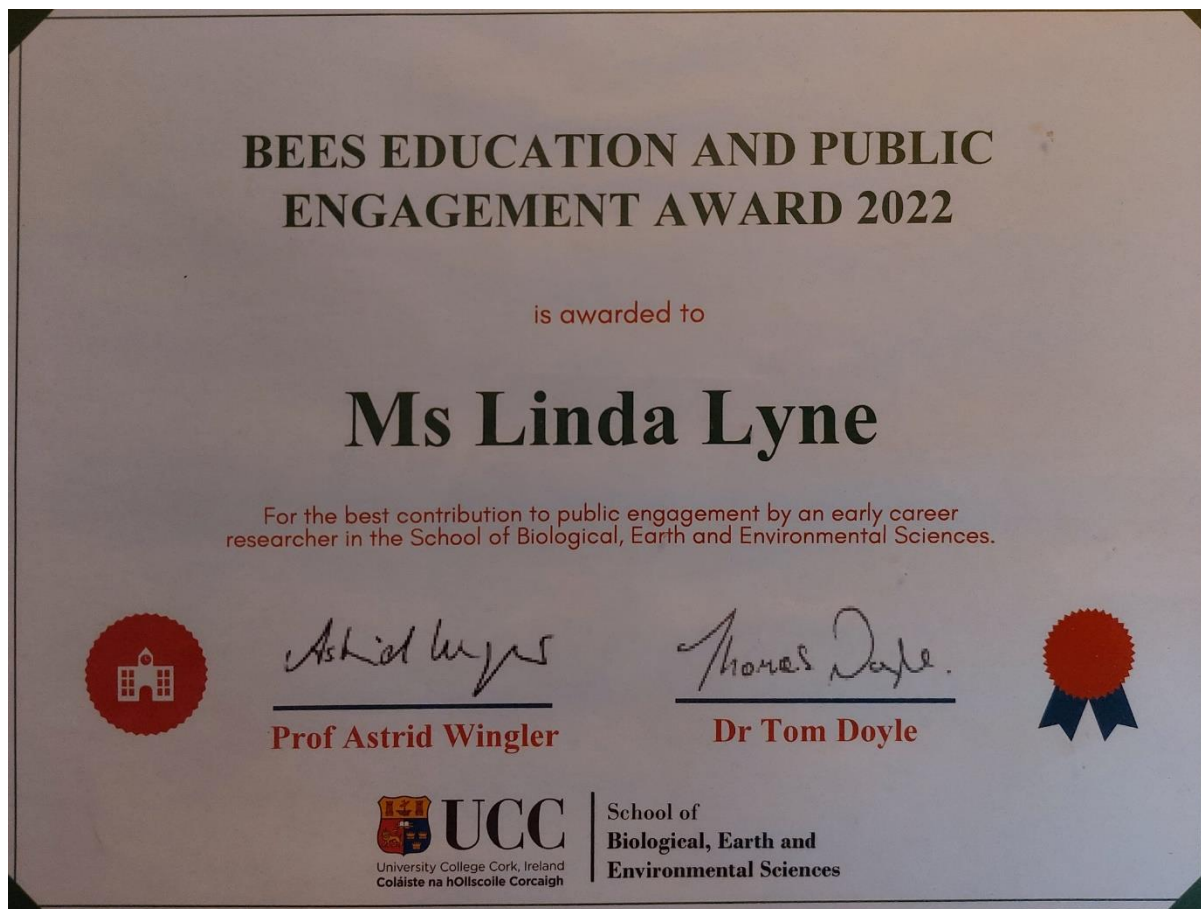 BEES EDUCATION AND PUBLIC
ENGAGEMENT AWARD 2022
is awarded to
Ms Linda Lyne
For the best contribution to public engagement by an early career
researcher in the School of Biological, Earth and Environmental Sciences.
Thomas Doyle.
Prof Astrid Wingler
Dr Tom Doyle
UCC
University College Cork, Ireland
Coláiste na hOllscoile Corcaigh
School of
Biological, Earth and
Environmental Sciences